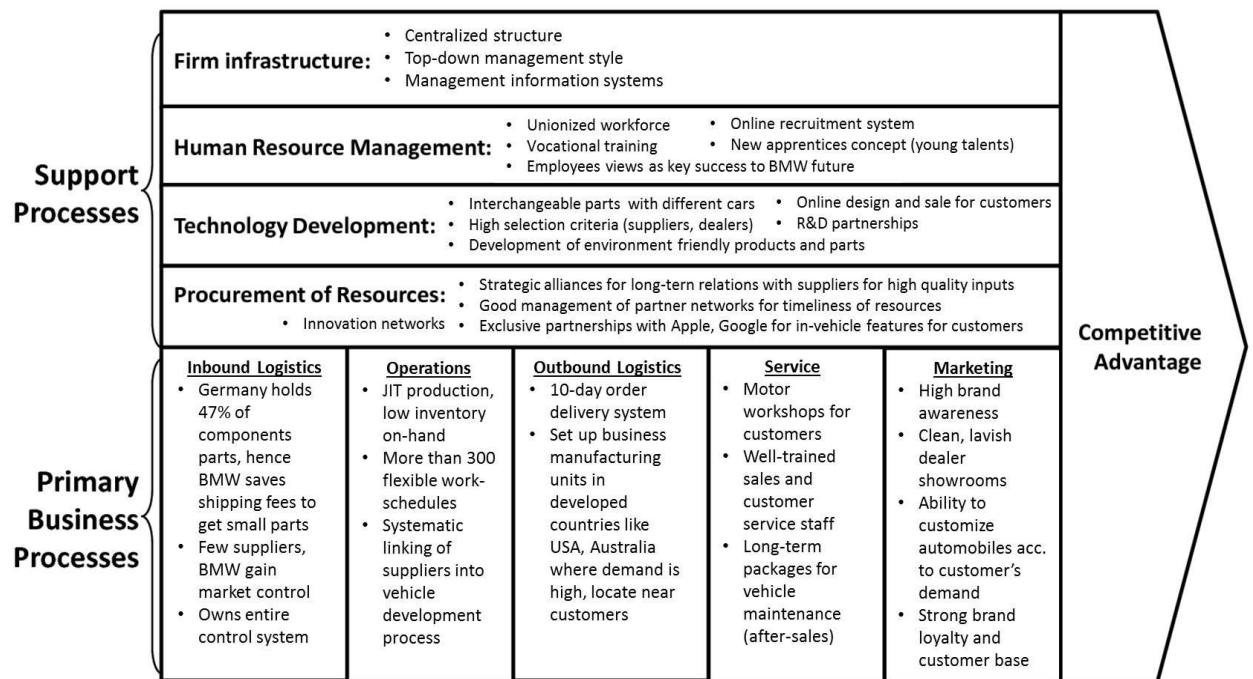 Support
Processes
Firm infrastructure:
• Centralized structure
• Top-down management style
• Management information systems
Human Resource Management:
• Unionized workforce
• Vocational training
• Employees views as key success to BMW future
• Online recruitment system
• New apprentices concept (young talents)
Technology Development:
• Interchangeable parts with different cars
• High selection criteria (suppliers, dealers)
• Development of environment friendly products and parts
• Online design and sale for customers
• R&D partnerships
Procurement of Resources:
• Innovation networks
• Strategic alliances for long-tern relations with suppliers for high quality inputs
• Good management of partner networks for timeliness of resources
• Exclusive partnerships with Apple, Google for in-vehicle features for customers
Primary
Business
Processes
Inbound Logistics
• Germany holds
47% of
components
parts, hence
BMW saves
shipping fees to
get small parts
• Few suppliers,
BMW gain
market control
• Owns entire
control system
Operations
• JIT production,
low inventory
on-hand
• More than 300
flexible work-
schedules
• Systematic
linking of
suppliers into
vehicle
development
process
Outbound Logistics
• 10-day order
delivery system
• Set up business
manufacturing
units in
developed
countries like
USA, Australia
where demand is
high, locate near
customers
Service
• Motor
workshops for
customers
• Well-trained
sales and
customer
service staff
• Long-term
packages for
vehicle
maintenance
(after-sales)
Marketing
• High brand
awareness
• Clean, lavish
dealer
showrooms
• Ability to
customize
automobiles acc.
to customer's
demand
• Strong brand
loyalty and
customer base
Competitive
Advantage